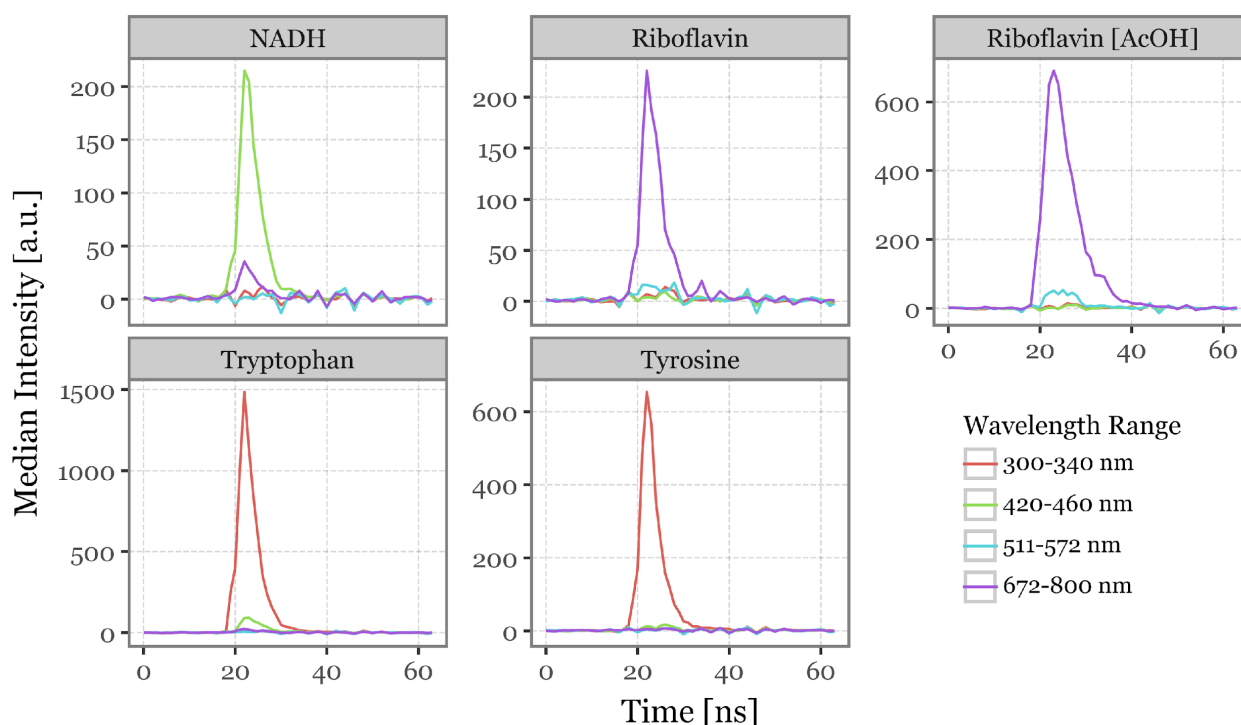 NADH
Riboflavin
Riboflavin [AcOH]
200
150
100
50
0
200
150
100
50
0
600
400
200
0
0 20 40 60
Tryptophan
Tyrosine
1500
1000
500
0
600
400
200
0
0 20 40 60
0 20 40 60
Median Intensity [a.u.]
Time [ns]
Wavelength Range
300-340 nm
420-460 nm
511-572 nm
672-800 nm